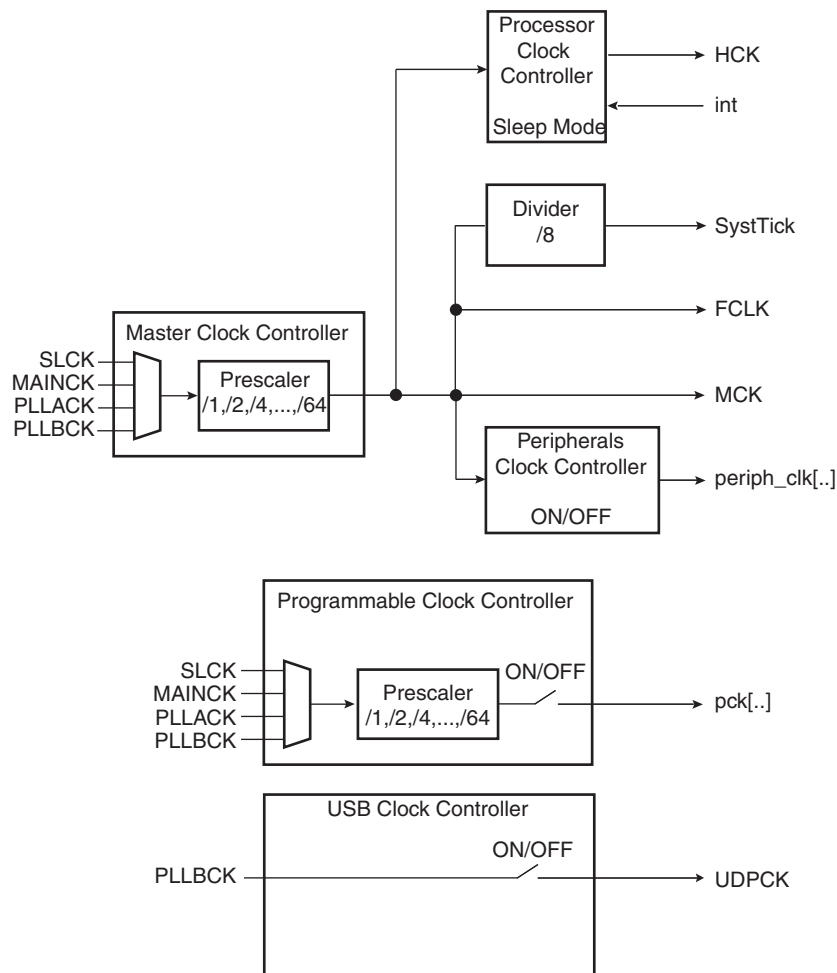 Processor
Clock
Controller
Sleep Mode
HCK
int
Divider
/8
SystTick
FCLK
Master Clock Controller
SLCK
MAINCK
PLLACK
PLLBCK
Prescaler
/1,/2,/4,...,/64
MCK
Peripherals
Clock Controller
ON/OFF
periph_clk[..]
Programmable Clock Controller
SLCK
MAINCK
PLLACK
PLLBCK
Prescaler
/1,/2,/4,...,/64
ON/OFF
pck[..]
USB Clock Controller
ON/OFF
PLLBCK
UDPCK